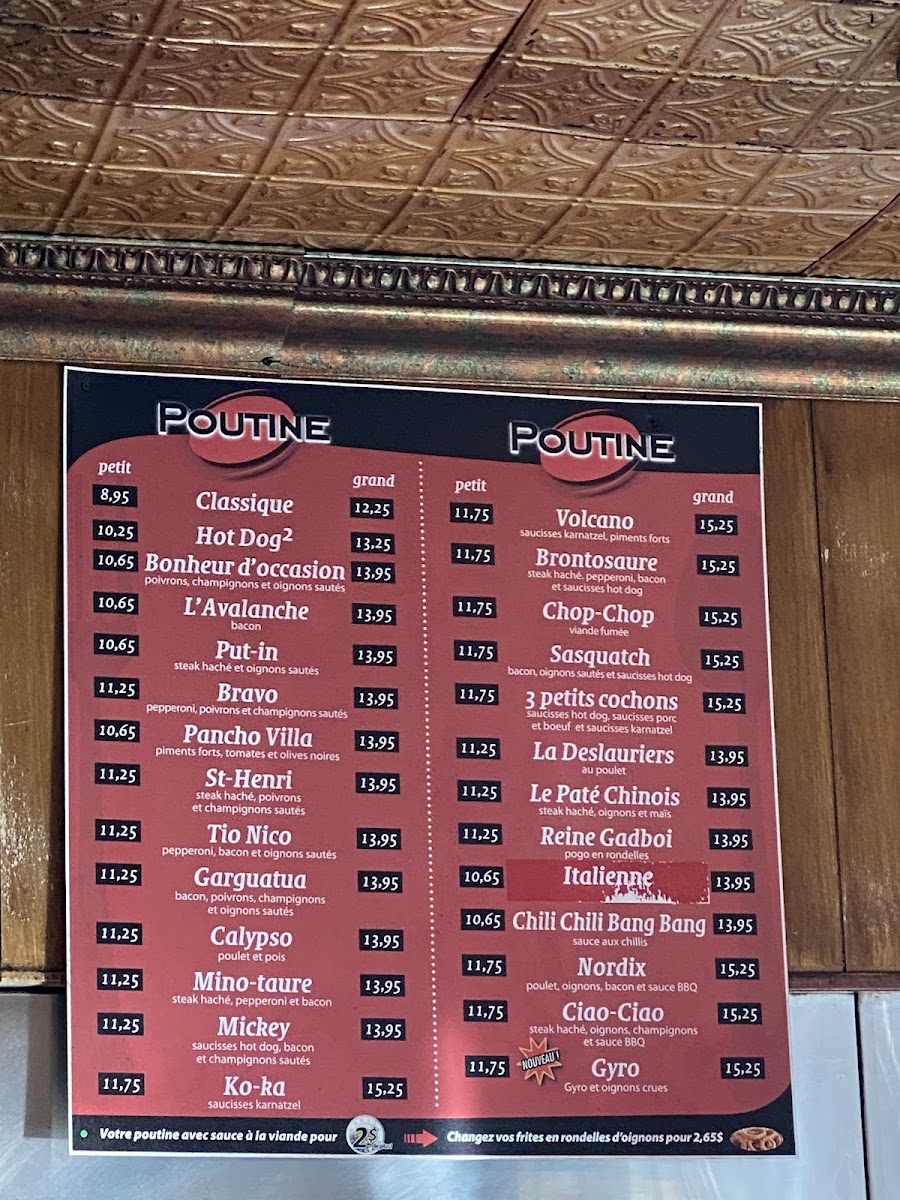 POUTINE
petit
grand
8,95 Classique 12,25
10,25 Hot Dog² 13,25
10,65 Bonheur d'occasion 13,95
poivrons, champignons et oignons sautés
10,65 L'Avalanche 13,95
bacon
10,65 Put-in 13,95
steak haché et oignons sautés
11,25 Bravo 13,95
pepperoni, poivrons et champignons sautés
10,65 Pancho Villa 13,95
piments forts, tomates et olives noires
11,25 St-Henri 13,95
steak haché, poivrons
et champignons sautés
11,25 Tio Nico 13,95
pepperoni, bacon et oignons sautés
11,25 Garguatua 13,95
bacon, poivrons, champignons
et oignons sautés
11,25 Calypso 13,95
poulet et pois
11,25 Mino-taure 13,95
steak haché, pepperoni et bacon
11,25 Mickey 13,95
saucisses hot dog, bacon
et champignons sautés
11,75 Ko-ka 15,25
saucisses karnatzel
POUTINE
petit
grand
11,75 Volcano 15,25
saucisses karnatzel, piments forts
11,75 Brontosaure 15,25
steak haché, pepperoni, bacon
et saucisses hot dog
11,75 Chop-Chop 15,25
viande fumée
11,75 Sasquatch 15,25
bacon, oignons sautés et saucisses hot dog
11,75 3 petits cochons 15,25
saucisses hot dog, saucisses porc
et boeuf et saucisses karnatzel
11,25 La Deslauriers 13,95
au poulet
11,25 Le Paté Chinois 13,95
steak haché, oignons et maïs
11,25 Reine Gadboi 13,95
pogo en rondelles
10,65 Italienne 13,95
10,65 Chili Chili Bang Bang 13,95
sauce aux chillis
11,75 Nordix 15,25
poulet, oignons, bacon et sauce BBQ
11,75 Ciao-Ciao 15,25
steak haché, oignons, champignons
et sauce BBQ
11,75 NOUVEAU! Gyro 15,25
Gyro et oignons crues
Votre poutine avec sauce à la viande pour 2$ Changez vos frites en rondelles d'oignons pour 2,65$